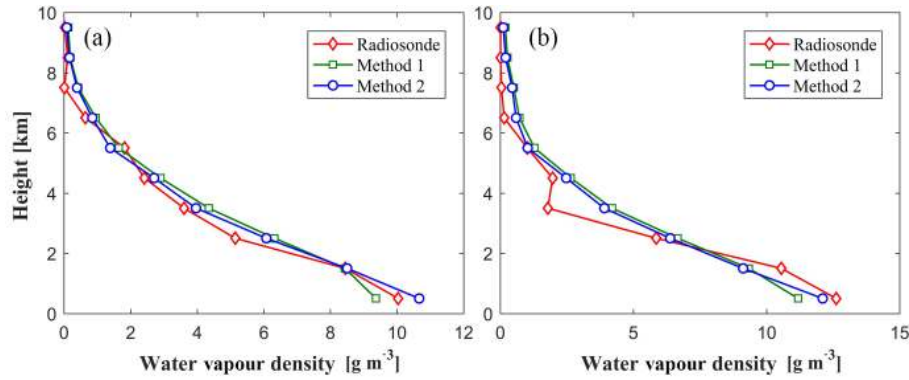 (a)
Radiosonde
Method 1
Method 2
10
8
6
4
2
0
Height [km]
0 2 4 6 8 10 12
Water vapour density [g m⁻³]
(b)
Radiosonde
Method 1
Method 2
10
8
6
4
2
0
0 5 10 15
Water vapour density [g m⁻³]